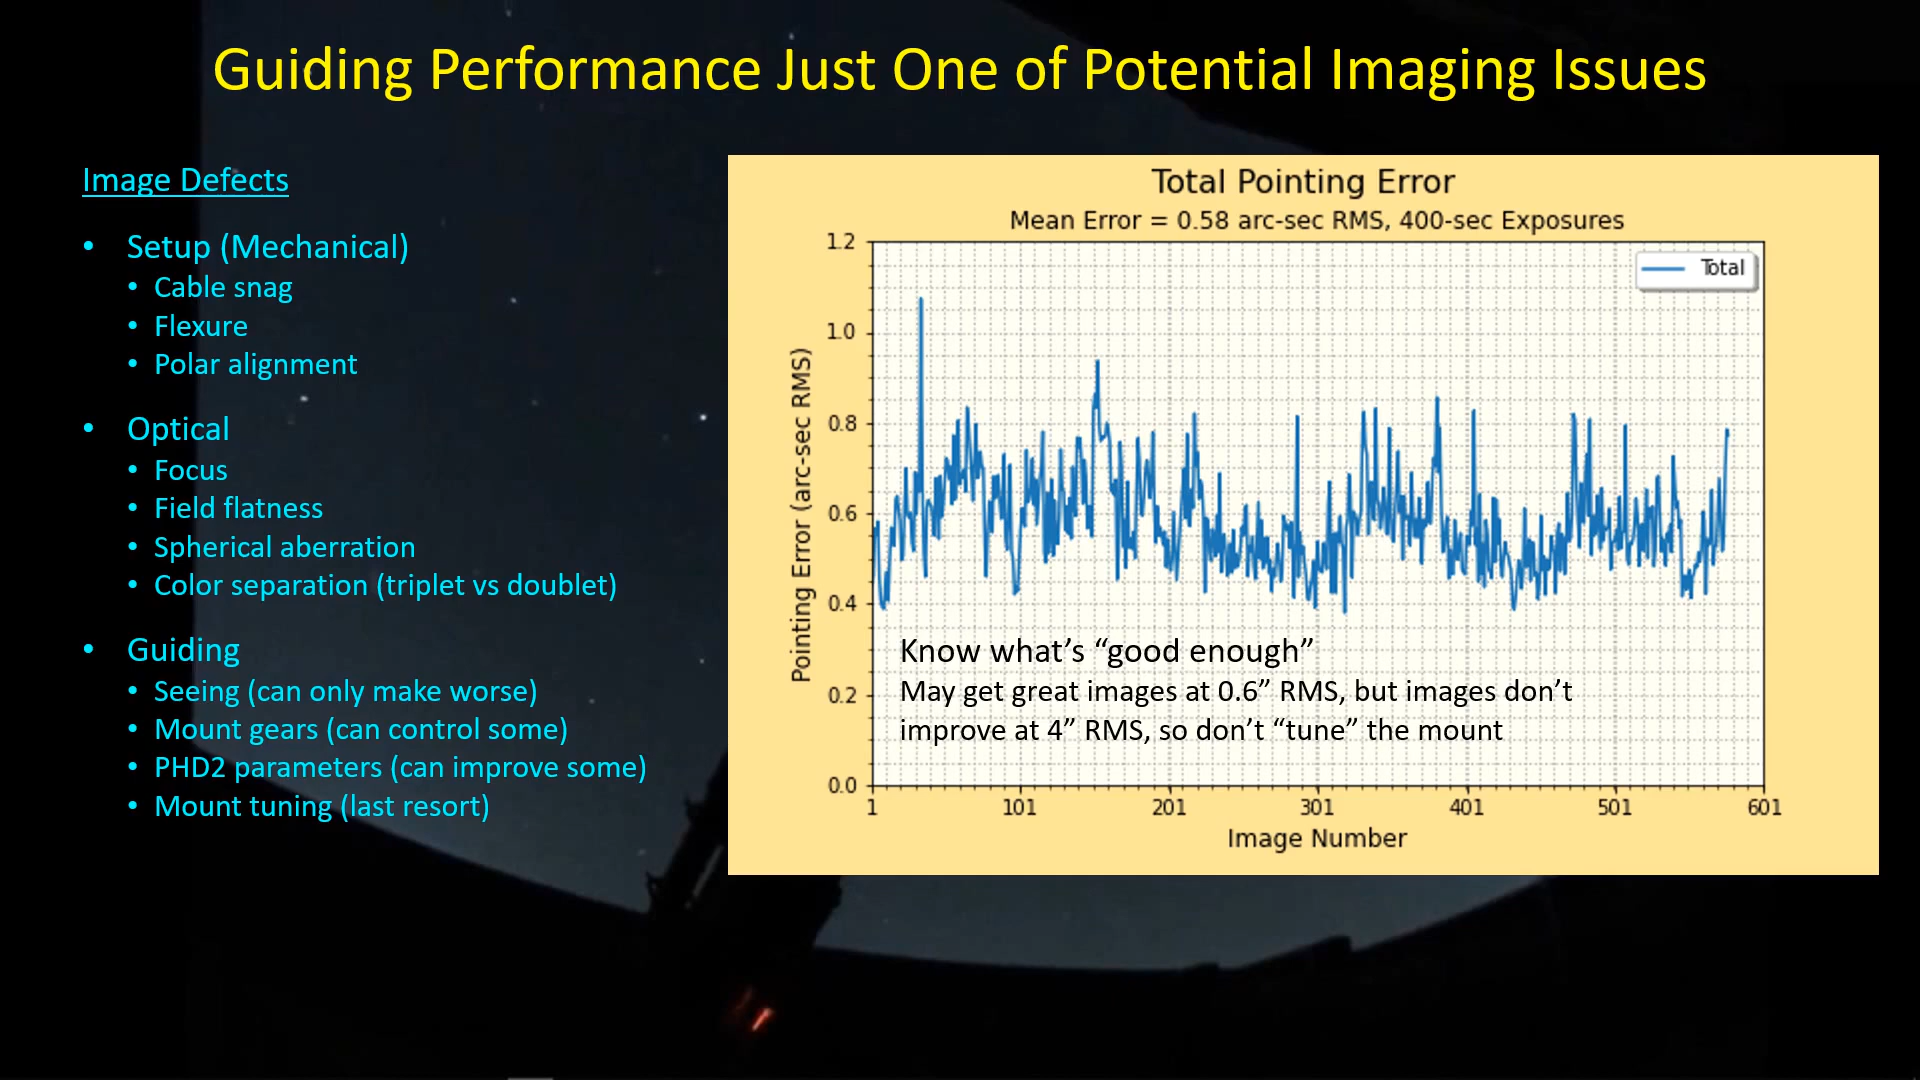 Guiding Performance Just One of Potential Imaging Issues
Image Defects
• Setup (Mechanical)
• Cable snag
• Flexure
• Polar alignment
• Optical
• Focus
• Field flatness
• Spherical aberration
• Color separation (triplet vs doublet)
• Guiding
• Seeing (can only make worse)
• Mount gears (can control some)
• PHD2 parameters (can improve some)
• Mount tuning (last resort)
Total Pointing Error
Mean Error = 0.58 arc-sec RMS, 400-sec Exposures
Total
Pointing Error (arc-sec RMS)
1.2
1.0
0.8
0.6
0.4
0.2
0.0
Know what’s “good enough”
May get great images at 0.6” RMS, but images don’t
improve at 4” RMS, so don’t “tune” the mount
1 101 201 301 401 501 601
Image Number